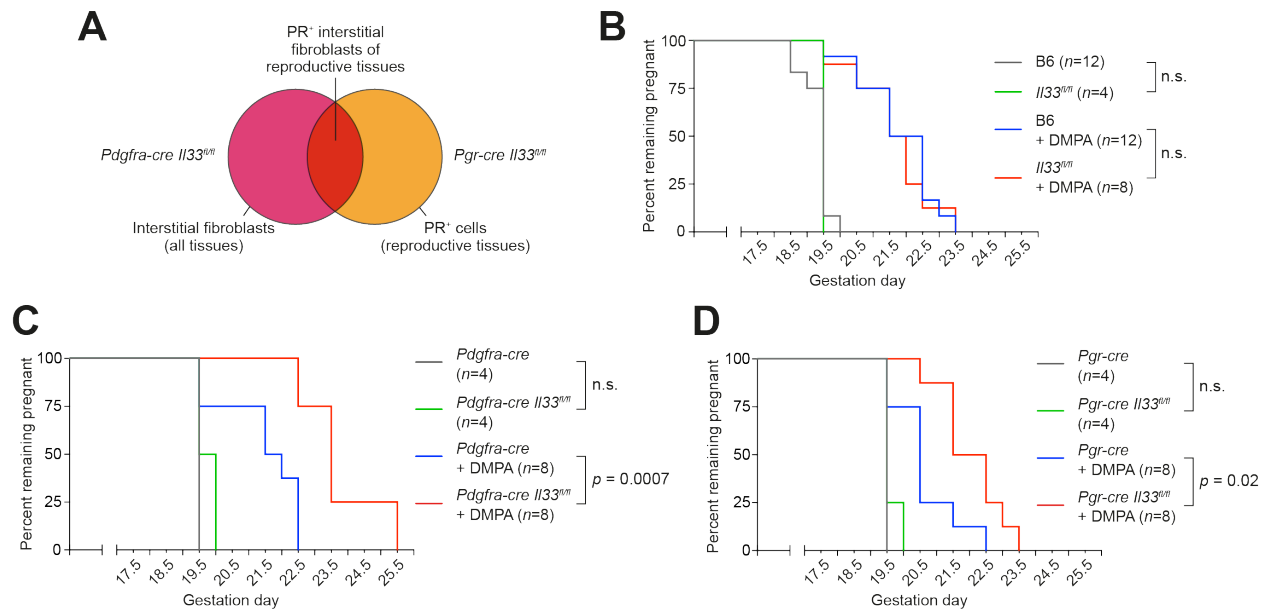 A
PR⁺ interstitial
fibroblasts of
reproductive tissues
Pdgfra-cre Il33fl/fl
Pgr-cre Il33fl/fl
Interstitial fibroblasts
(all tissues)
PR⁺ cells
(reproductive tissues)
B
Percent remaining pregnant
100
75
50
25
0
17.5 18.5 19.5 20.5 21.5 22.5 23.5 24.5 25.5
Gestation day
B6 (n=12)
Il33fl/fl (n=4)
n.s.
B6
+ DMPA (n=12)
Il33fl/fl
+ DMPA (n=8)
n.s.
C
Percent remaining pregnant
100
75
50
25
0
17.5 18.5 19.5 20.5 21.5 22.5 23.5 24.5 25.5
Gestation day
Pdgfra-cre
(n=4)
Pdgfra-cre Il33fl/fl
(n=4)
n.s.
Pdgfra-cre
+ DMPA (n=8)
Pdgfra-cre Il33fl/fl
+ DMPA (n=8)
p = 0.0007
D
Percent remaining pregnant
100
75
50
25
0
17.5 18.5 19.5 20.5 21.5 22.5 23.5 24.5 25.5
Gestation day
Pgr-cre
(n=4)
Pgr-cre Il33fl/fl
(n=4)
n.s.
Pgr-cre
+ DMPA (n=8)
Pgr-cre Il33fl/fl
+ DMPA (n=8)
p = 0.02